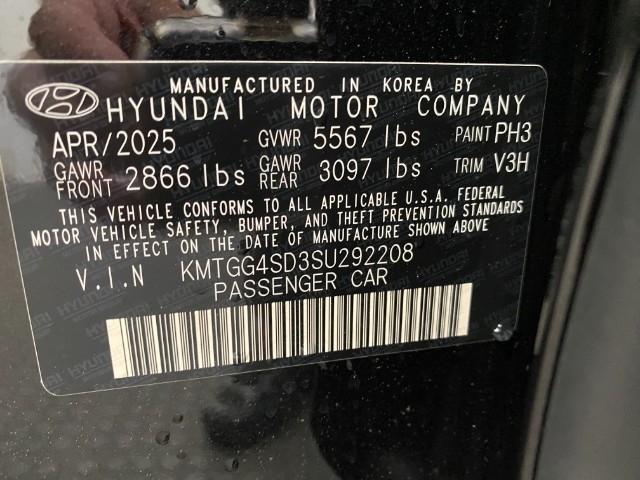 MANUFACTURED IN KOREA BY
HYUNDAI MOTOR COMPANY
APR/2025 GVWR 5567 lbs PAINT PH3
GAWR FRONT 2866 lbs GAWR REAR 3097 lbs TRIM V3H
THIS VEHICLE CONFORMS TO ALL APPLICABLE U.S.A. FEDERAL
MOTOR VEHICLE SAFETY, BUMPER, AND THEFT PREVENTION STANDARDS
IN EFFECT ON THE DATE OF MANUFACTURE SHOWN ABOVE
V.I.N KMTGG4SD3SU292208
PASSENGER CAR